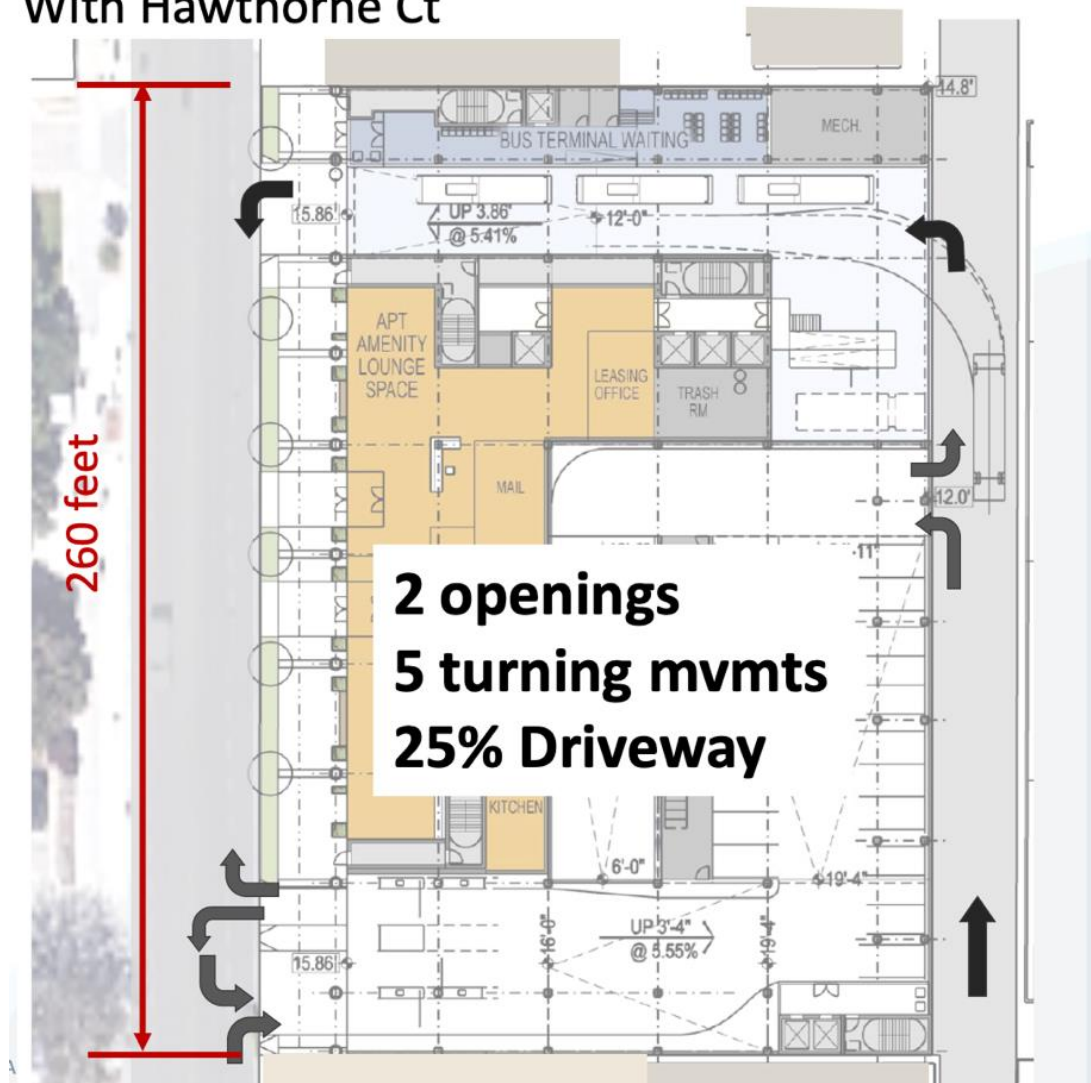 With Hawthorne Ct
14.8'
MECH.
BUS TERMINAL WAITING
15.86'
UP 3.86'
@ 5.41%
12'-0"
APT
AMENITY
LOUNGE
SPACE
LEASING
OFFICE
TRASH
RM
260 feet
MAIL
12.0'
-11"
2 openings
5 turning mvmts
25% Driveway
KITCHEN
6'-0"
19'-4"
UP 3'-4"
@ 5.55%
16'-0"
19'-4"
15.86'
A